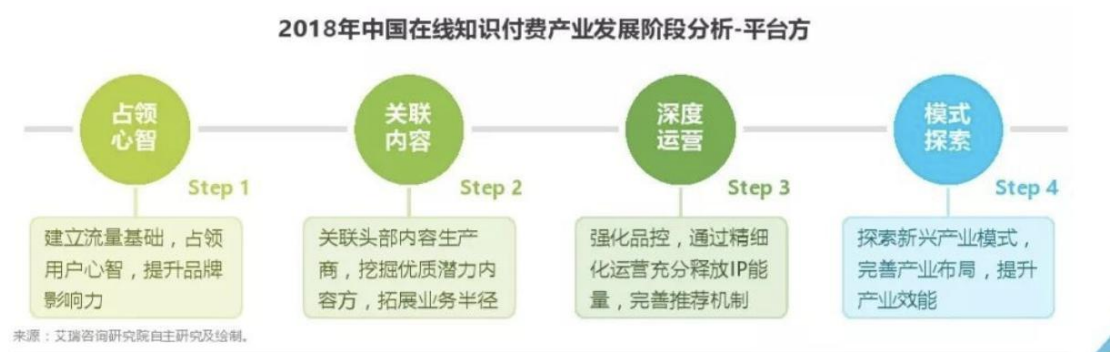 2018年中国在线知识付费产业发展阶段分析-平台方
占领
心智
Step 1
建立流量基础，占领
用户心智，提升品牌
影响力
关联
内容
Step 2
关联头部内容生产
商，挖掘优质潜力内
容方，拓展业务半径
深度
运营
Step 3
强化品控，通过精细
化运营充分释放IP能
量，完善推荐机制
模式
探索
Step 4
探索新兴产业模式，
完善产业布局，提升
产业效能
来源：艾瑞咨询研究院自主研究及绘制。